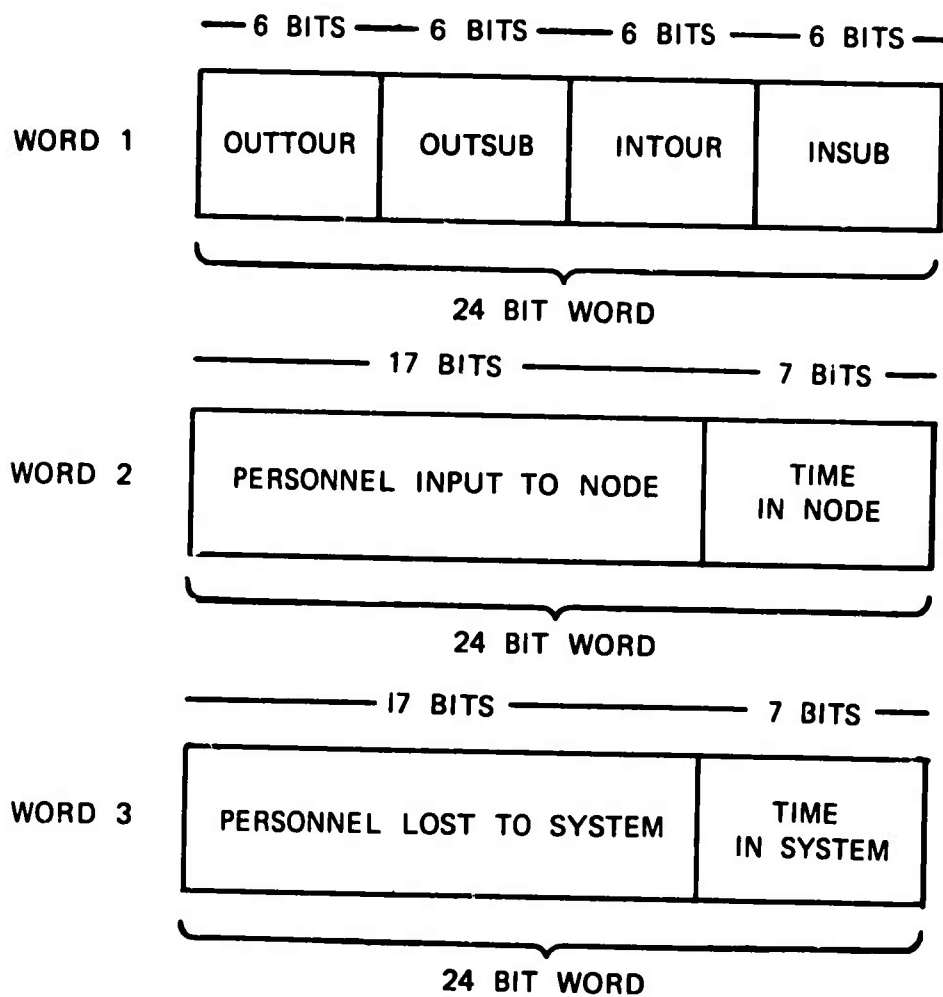 6 BITS 6 BITS 6 BITS 6 BITS
WORD 1
OUTTOUR OUTSUB INTOUR INSUB
24 BIT WORD
17 BITS 7 BiTS
WORD 2
PERSONNEL INPUT TO NODE
TIME
IN NODE
24 BIT WORD
17 BITS 7 BITS
WORD 3
PERSONNEL LOST TO SYSTEM
TIME
IN SYSTEM
24 BIT WORD